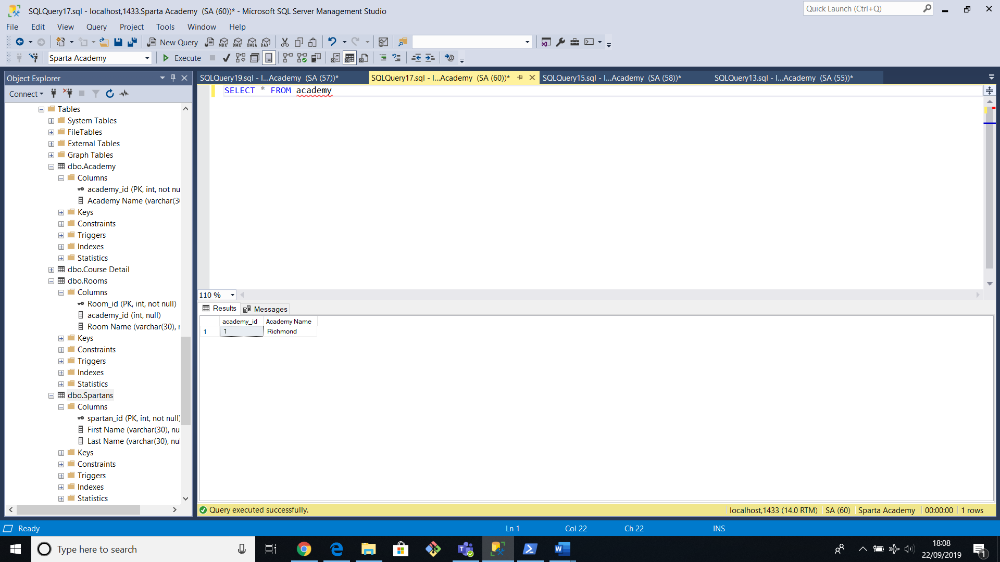 SQLQuery17.sql - localhost,1433.Sparta Academy (SA (60))* - Microsoft SQL Server Management Studio
Quick Launch (Ctrl+Q)
File Edit View Query Project Tools Window Help
New Query MDX DMX XMLA DAX
Sparta Academy Execute
Object Explorer
Connect
Tables
System Tables
FileTables
External Tables
Graph Tables
dbo.Academy
Columns
academy_id (PK, int, not nu
Academy Name (varchar(30
Keys
Constraints
Triggers
Indexes
Statistics
dbo.Course Detail
dbo.Rooms
Columns
Room_id (PK, int, not null)
academy_id (int, null)
Room Name (varchar(30), r
Keys
Constraints
Triggers
Indexes
Statistics
dbo.Spartans
Columns
spartan_id (PK, int, not null)
First Name (varchar(30), nu
Last Name (varchar(30), nul
Keys
Constraints
Triggers
Indexes
Statistics
SQLQuery19.sql - l...Academy (SA (57))* SQLQuery17.sql - l...Academy (SA (60))* SQLQuery15.sql - l...Academy (SA (58))* SQLQuery13.sql - l...Academy (SA (55))*
SELECT * FROM academy
110 %
Results Messages
academy_id Academy Name
1 1 Richmond
Query executed successfully. localhost,1433 (14.0 RTM) SA (60) Sparta Academy 00:00:00 1 rows
Ready Ln 1 Col 22 Ch 22 INS
Type here to search
18:08
22/09/2019
1